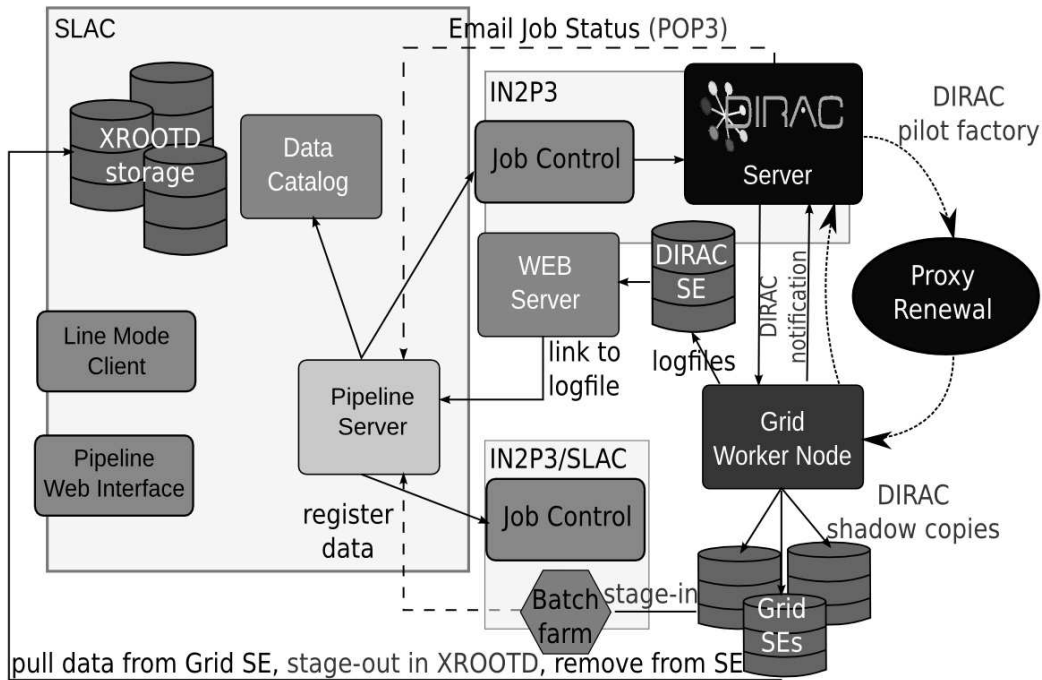 SLAC
Email Job Status (POP3)
IN2P3
DIRAC
Server
DIRAC
pilot factory
XROOTD
storage
Data
Catalog
Job Control
WEB
Server
DIRAC
SE
DIRAC
notification
Proxy
Renewal
Line Mode
Client
link to
logfile
logfiles
Pipeline
Server
Grid
Worker Node
Pipeline
Web Interface
IN2P3/SLAC
Job Control
register
data
DIRAC
shadow copies
Batch
farm
stage-in
Grid
SEs
pull data from Grid SE, stage-out in XROOTD, remove from SE